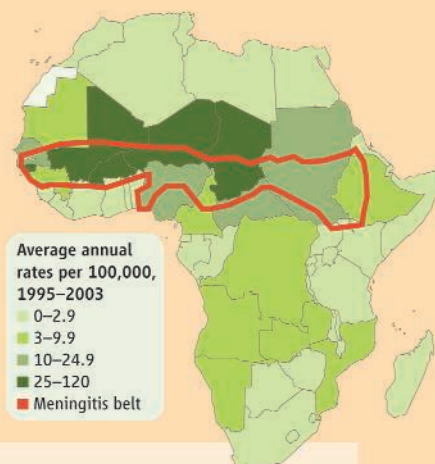 Average annual
rates per 100,000,
1995–2003
0–2.9
3–9.9
10–24.9
25–120
Meningitis belt